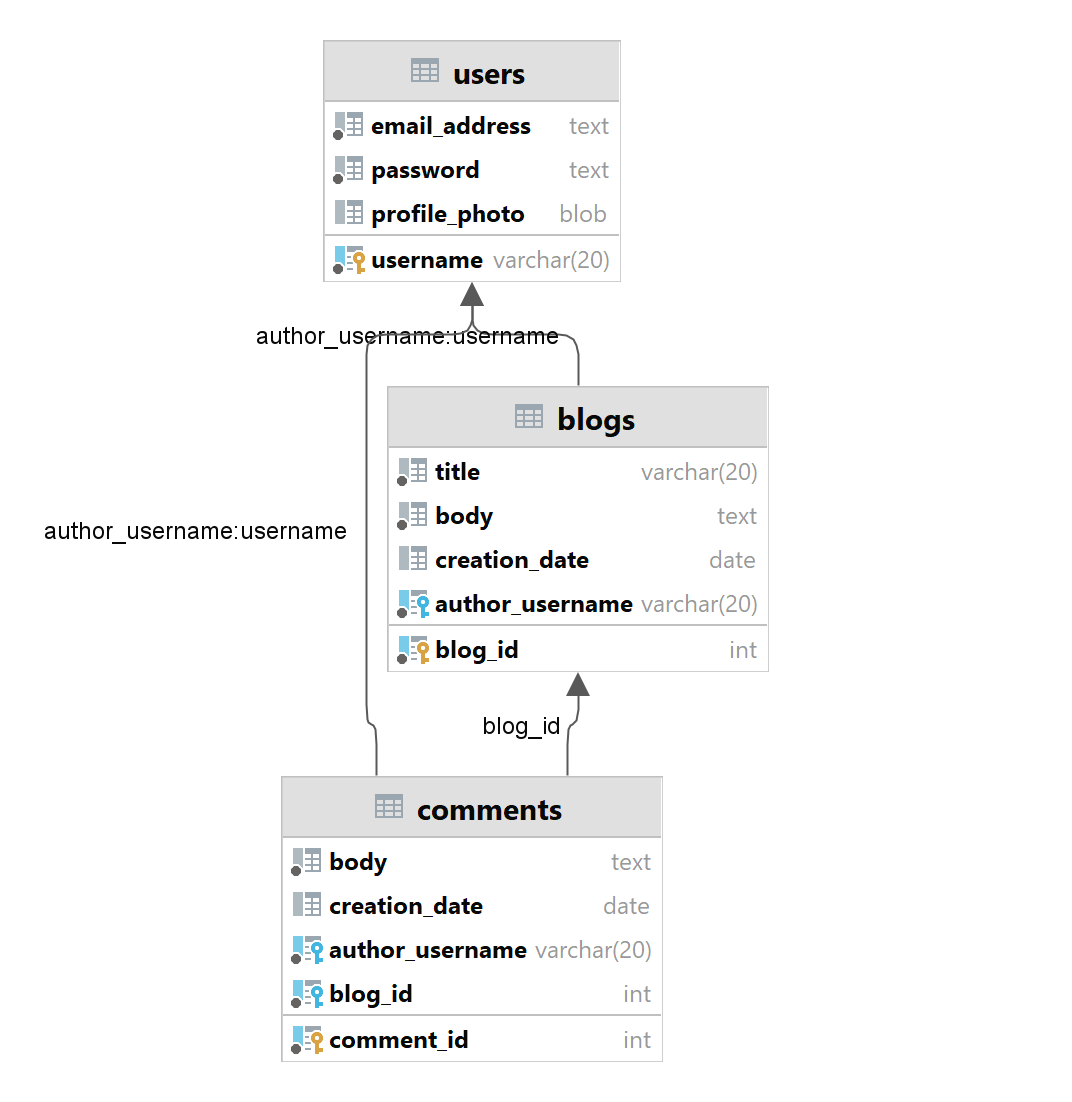 users
email_address text
password text
profile_photo blob
username varchar(20)
author_username:username
blogs
title varchar(20)
body text
creation_date date
author_username varchar(20)
blog_id int
author_username:username
blog_id
comments
body text
creation_date date
author_username varchar(20)
blog_id int
comment_id int